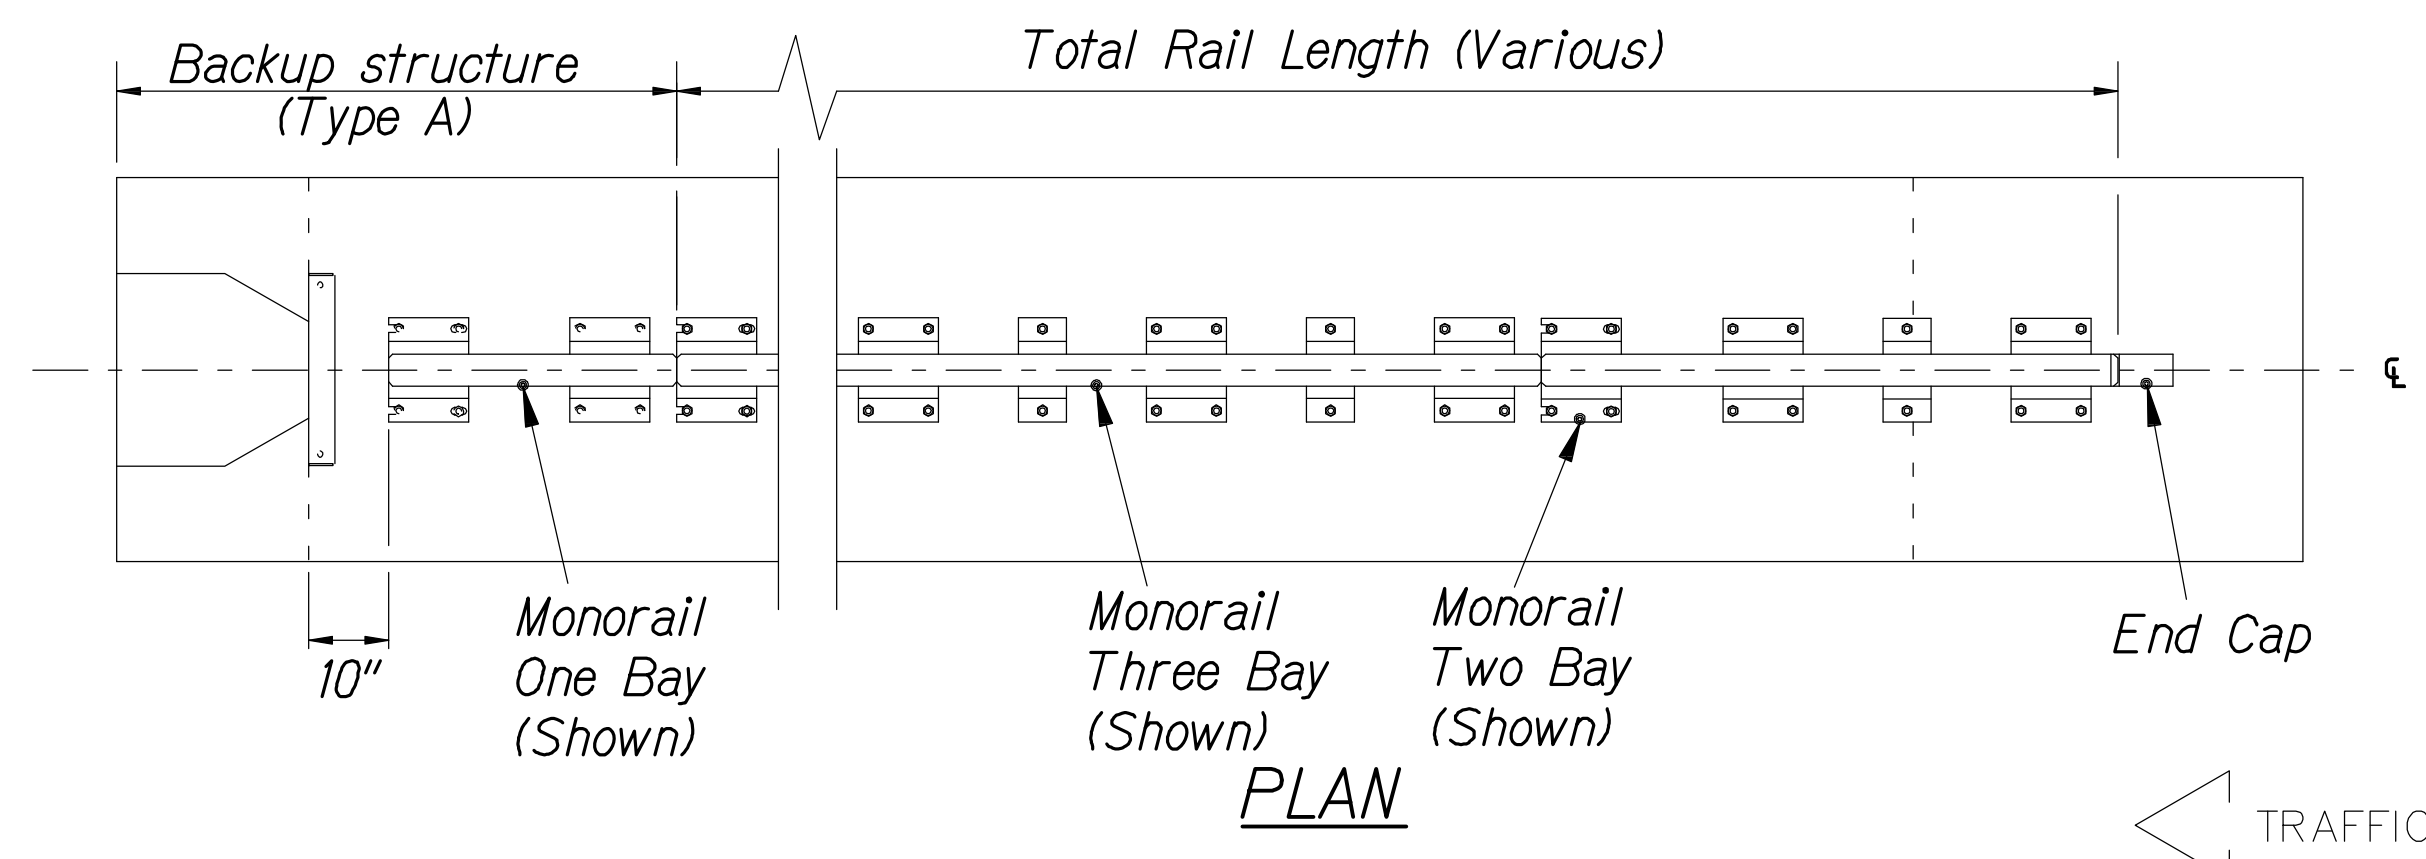 Backup structure
(Type A)
Total Rail Length (Various)
℄
10"
Monorail
One Bay
(Shown)
Monorail
Three Bay
(Shown)
Monorail
Two Bay
(Shown)
End Cap
PLAN
TRAFFIC